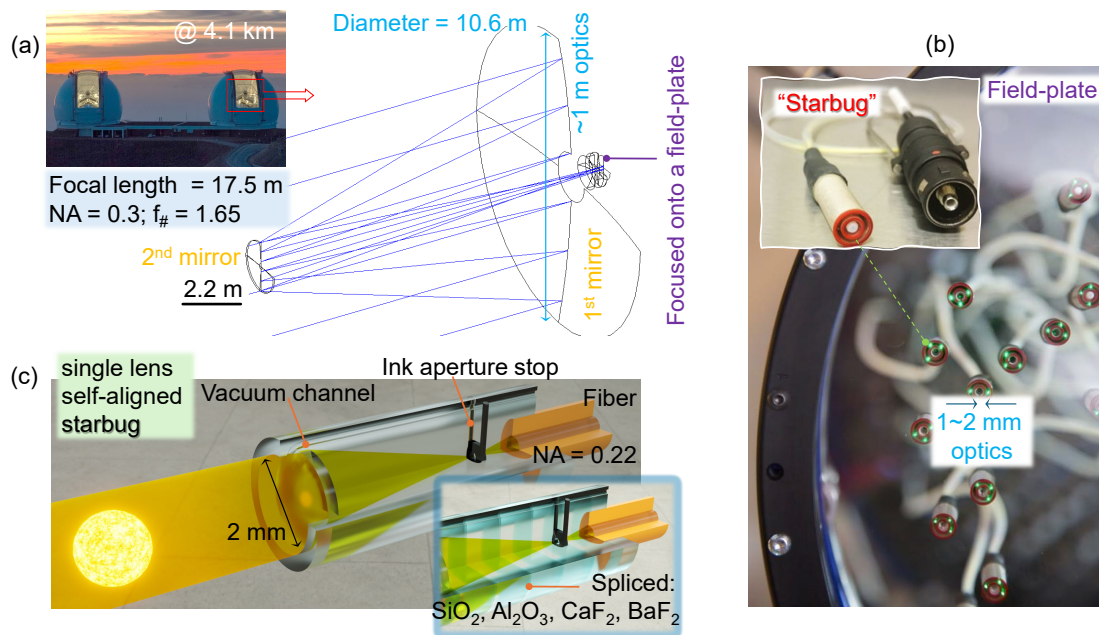 (a)
@ 4.1 km
Diameter = 10.6 m
~1 m optics
Focused onto a field-plate
Focal length = 17.5 m
NA = 0.3; f# = 1.65
2nd mirror
2.2 m
1st mirror
(b)
"Starbug"
Field-plate
1~2 mm
optics
(c)
single lens
self-aligned
starbug
Vacuum channel
Ink aperture stop
Fiber
NA = 0.22
2 mm
Spliced:
SiO2, Al2O3, CaF2, BaF2